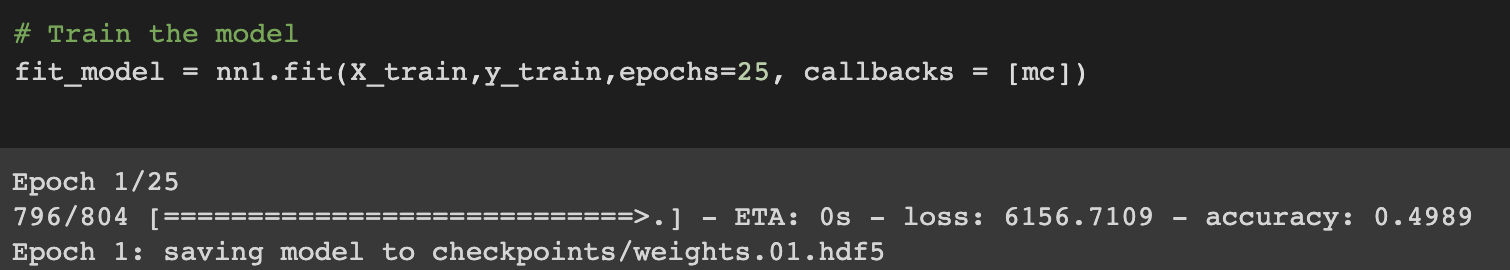 # Train the model
fit_model = nn1.fit(X_train,y_train,epochs=25, callbacks = [mc])
Epoch 1/25
796/804 [============================>.] - ETA: 0s - loss: 6156.7109 - accuracy: 0.4989
Epoch 1: saving model to checkpoints/weights.01.hdf5